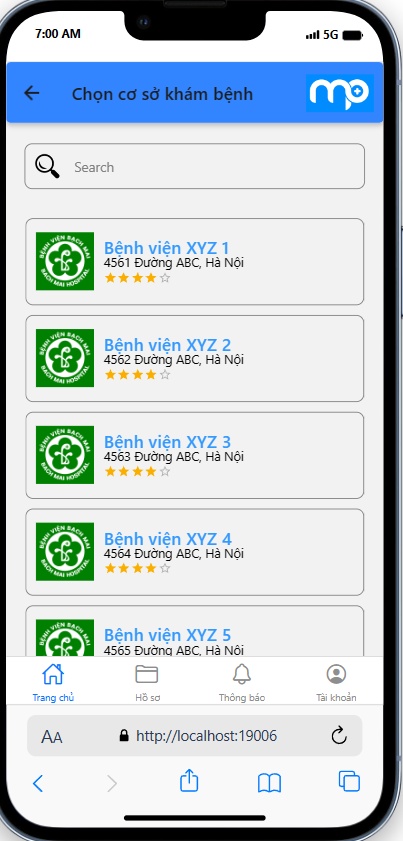 7:00 AM
5G
Chọn cơ sở khám bệnh
mp
Search
BỆNH VIỆN BẠCH MAI
BACH MAI HOSPITAL
Bệnh viện XYZ 1
4561 Đường ABC, Hà Nội
BỆNH VIỆN BẠCH MAI
BACH MAI HOSPITAL
Bệnh viện XYZ 2
4562 Đường ABC, Hà Nội
BỆNH VIỆN BẠCH MAI
BACH MAI HOSPITAL
Bệnh viện XYZ 3
4563 Đường ABC, Hà Nội
BỆNH VIỆN BẠCH MAI
BACH MAI HOSPITAL
Bệnh viện XYZ 4
4564 Đường ABC, Hà Nội
BỆNH VIỆN BẠCH MAI
Bệnh viện XYZ 5
4565 Đường ABC, Hà Nội
Trang chủ
Hồ sơ
Thông báo
Tài khoản
AA
http://localhost:19006